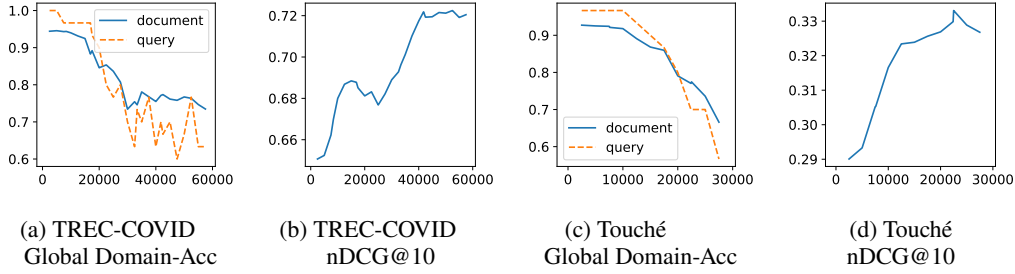 1.0
0.9
0.8
0.7
0.6
document
query
0 20000 40000 60000
0.72
0.70
0.68
0.66
0 20000 40000 60000
0.9
0.8
0.7
0.6
document
query
0 10000 20000 30000
0.33
0.32
0.31
0.30
0.29
0 10000 20000 30000
(a) TREC-COVID
Global Domain-Acc
(b) TREC-COVID
nDCG@10
(c) Touché
Global Domain-Acc
(d) Touché
nDCG@10